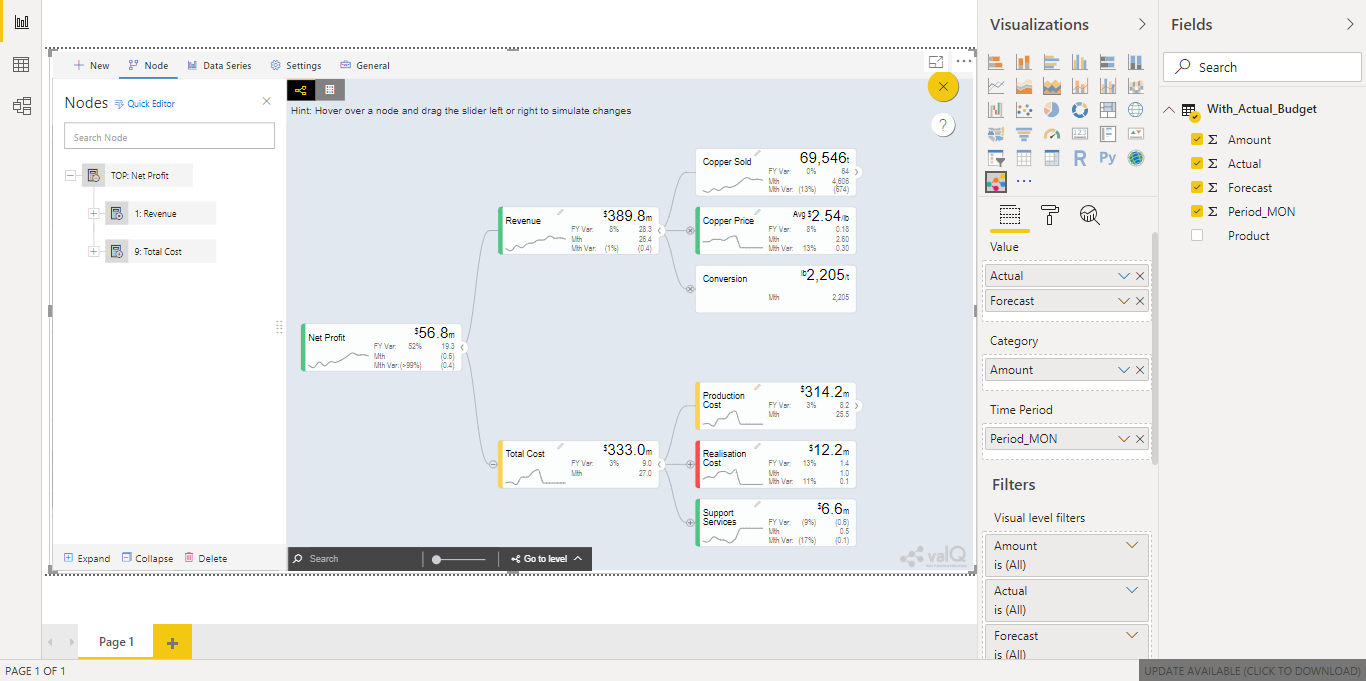 New
Node
Data Series
Settings
General
Nodes
Quick Editor
Search Node
TOP: Net Profit
1: Revenue
9: Total Cost
Expand
Collapse
Delete
Hint: Hover over a node and drag the slider left or right to simulate changes
?
Net Profit
$56.8m
FY Var: 52% 19.3
Mth (0.6)
Mth Var:(>99%) (0.4)
Revenue
$389.8m
FY Var: 8% 28.3
Mth 26.4
Mth Var: (1%) (0.4)
Total Cost
$333.0m
FY Var: 3% 9.0
Mth 27.0
Copper Sold
69,546t
FY Var: 0% 64
Mth 4,606
Mth Var: (13%) (674)
Copper Price
Avg $2.54/lb
FY Var: 8% 0.18
Mth 2.60
Mth Var: 13% 0.30
Conversion
lb2,205/t
Mth 2,205
Production
Cost
$314.2m
FY Var: 3% 8.2
Mth 25.5
Realisation
Cost
$12.2m
FY Var: 13% 1.4
Mth 1.0
Mth Var: 11% 0.1
Support
Services
$6.6m
FY Var: (9%) (0.6)
Mth 0.5
Mth Var: (17%) (0.1)
Search
Go to level
valQ
Page 1
PAGE 1 OF 1
Visualizations
R
Py
Value
Actual
Forecast
Category
Amount
Time Period
Period_MON
Filters
Visual level filters
Amount
is (All)
Actual
is (All)
Forecast
is (All)
Fields
Search
With_Actual_Budget
Amount
Actual
Forecast
Period_MON
Product
UPDATE AVAILABLE (CLICK TO DOWNLOAD)